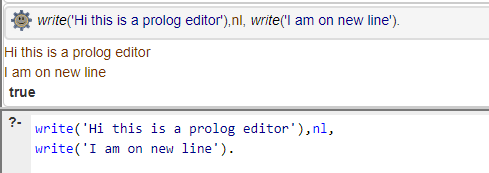 write('Hi this is a prolog editor'),nl, write('I am on new line').
Hi this is a prolog editor
I am on new line
true
?- write('Hi this is a prolog editor'),nl,
write('I am on new line').